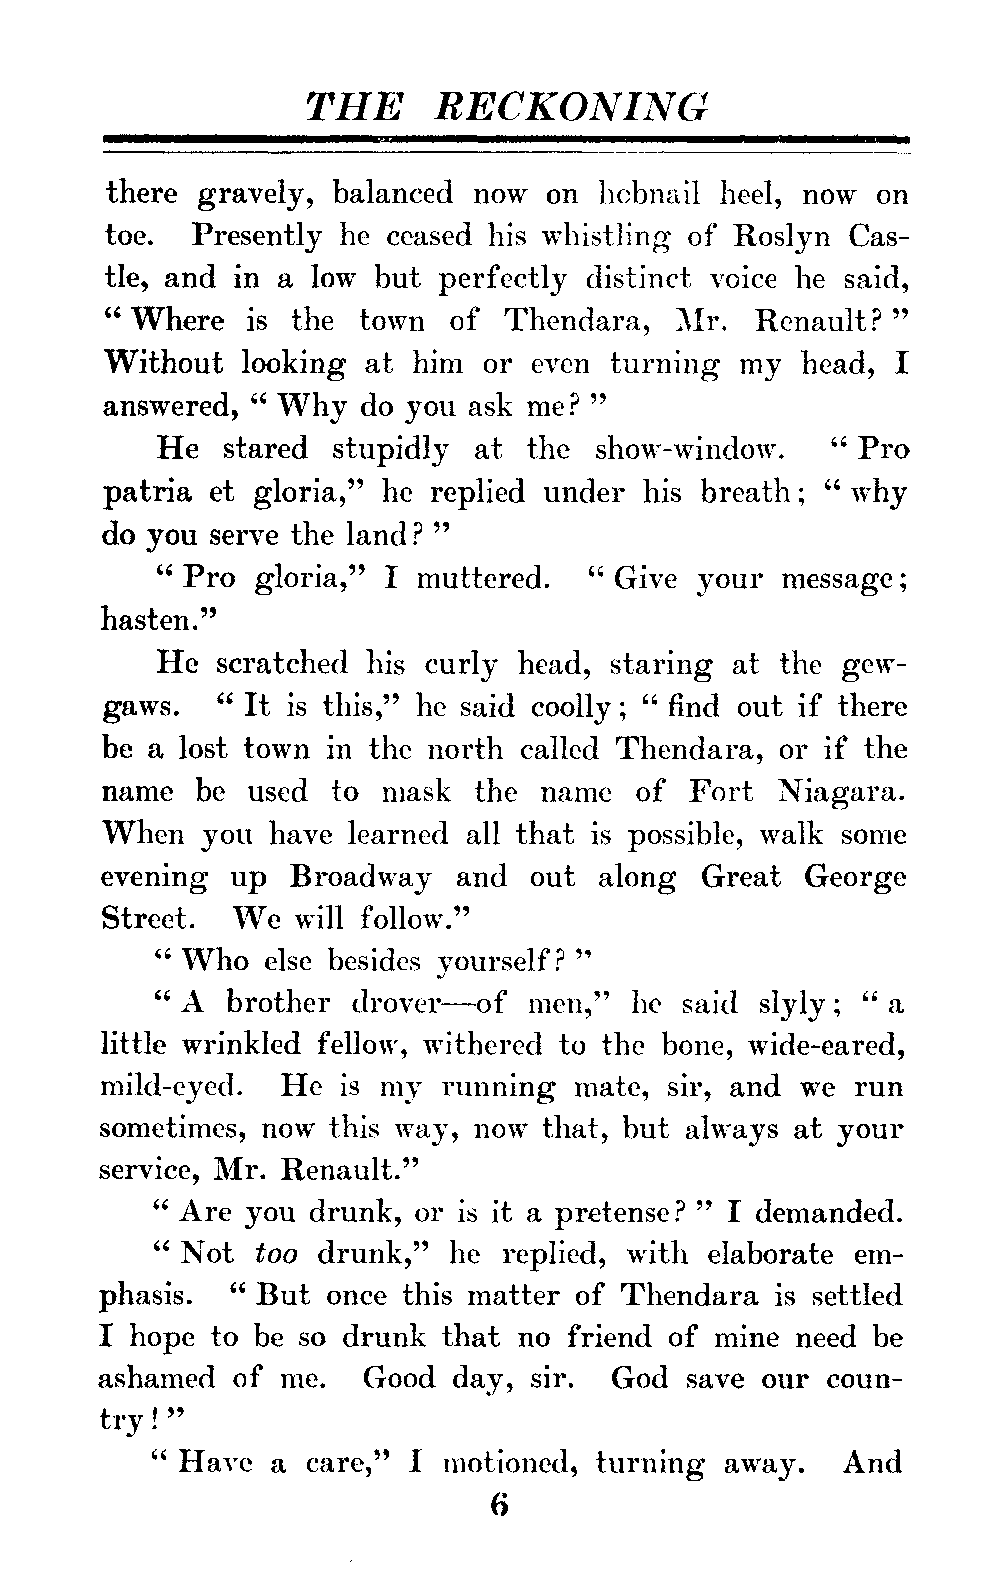 THE RECKONING
there gravely, balanced now on hobnail heel, now on
toe. Presently he ceased his whistling of Roslyn Cas-
tle, and in a low but perfectly distinct voice he said,
“ Where is the town of Thendara, Mr. Renault? ”
Without looking at him or even turning my head, I
answered, “ Why do you ask me? ”
He stared stupidly at the show-window. “ Pro
patria et gloria,” he replied under his breath; “ why
do you serve the land? ”
“ Pro gloria,” I muttered. “ Give your message;
hasten.”
He scratched his curly head, staring at the gew-
gaws. “ It is this,” he said coolly; “ find out if there
be a lost town in the north called Thendara, or if the
name be used to mask the name of Fort Niagara.
When you have learned all that is possible, walk some
evening up Broadway and out along Great George
Street. We will follow.”
“ Who else besides yourself? ”
“ A brother drover—of men,” he said slyly; “ a
little wrinkled fellow, withered to the bone, wide-eared,
mild-eyed. He is my running mate, sir, and we run
sometimes, now this way, now that, but always at your
service, Mr. Renault.”
“ Are you drunk, or is it a pretense? ” I demanded.
“ Not too drunk,” he replied, with elaborate em-
phasis. “ But once this matter of Thendara is settled
I hope to be so drunk that no friend of mine need be
ashamed of me. Good day, sir. God save our coun-
try! ”
“ Have a care,” I motioned, turning away. And
6